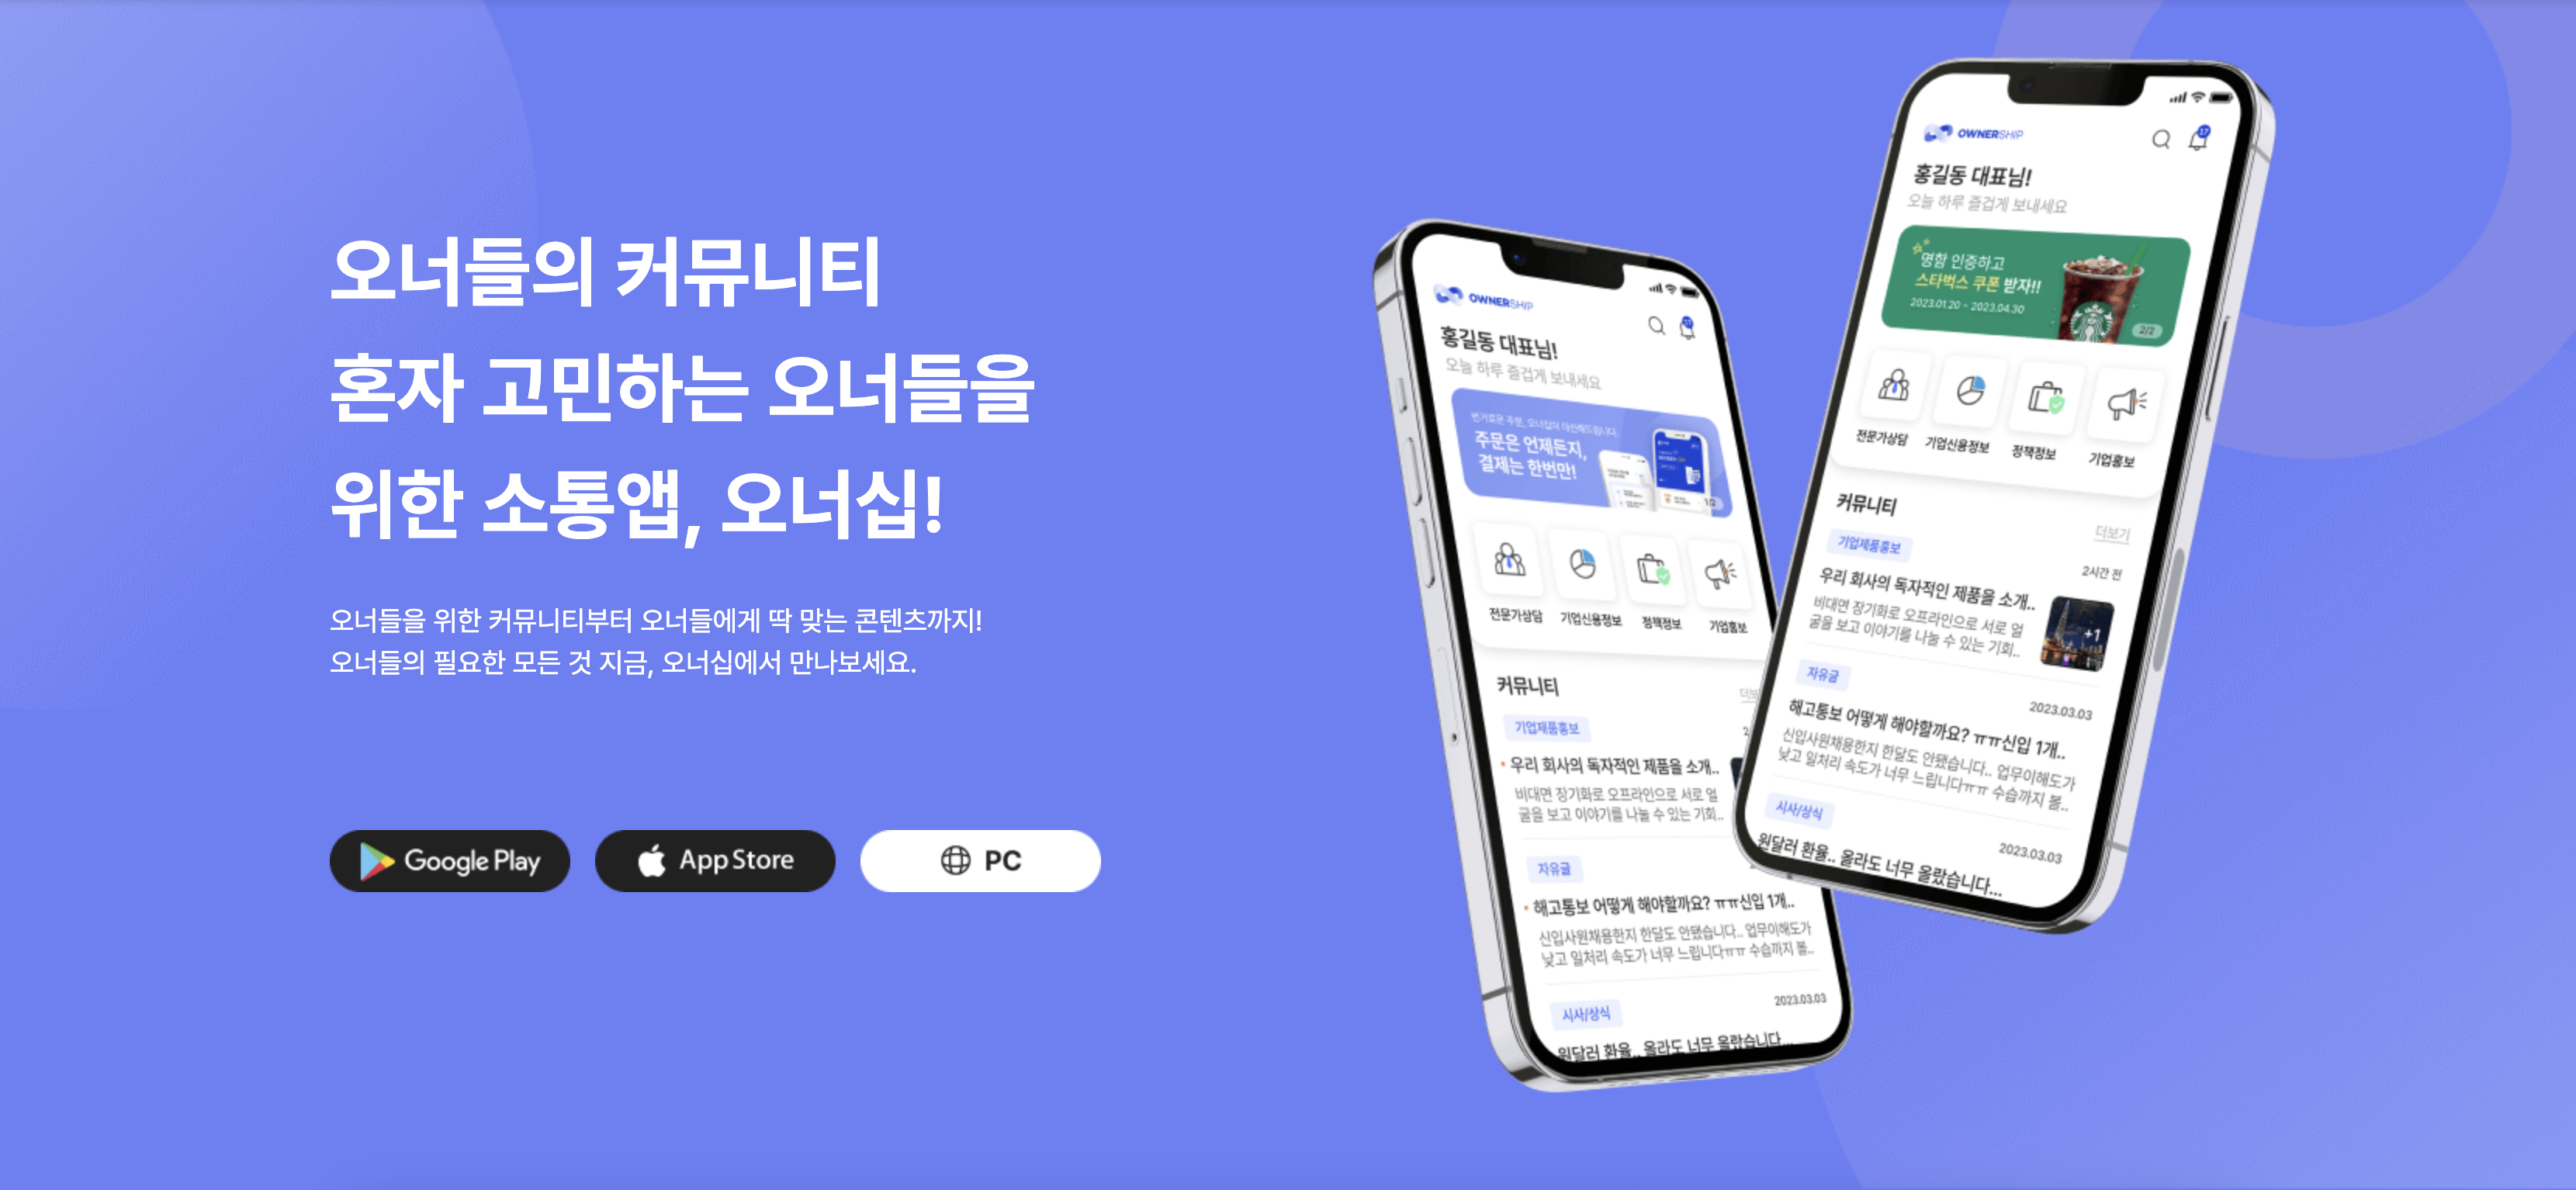 오너들의 커뮤니티
혼자 고민하는 오너들을
위한 소통앱, 오너십!
오너들을 위한 커뮤니티부터 오너들에게 딱 맞는 콘텐츠까지!
오너들의 필요한 모든 것 지금, 오너십에서 만나보세요.
Google Play
App Store
PC
OWNERSHIP
홍길동 대표님!
오늘 하루 즐겁게 보내세요
번거로운 주문, 오너십이 대신해드립니다.
주문은 언제든지,
결제는 한번만!
1/2
전문가상담
기업신용정보
정책정보
기업홍보
커뮤니티
기업제품홍보
우리 회사의 독자적인 제품을 소개..
비대면 장기화로 오프라인으로 서로 얼
굴을 보고 이야기를 나눌 수 있는 기회..
자유글
해고통보 어떻게 해야할까요? ㅠㅠ신입 1개..
신입사원채용한지 한달도 안됐습니다.. 업무이해도가
낮고 일처리 속도가 너무 느립니다ㅠㅠ 수습까지 볼..
시사/상식
2023.03.03
원달러 환율.. 올라도 너무 올랐습니다...
OWNERSHIP
17
홍길동 대표님!
오늘 하루 즐겁게 보내세요
명함 인증하고
스타벅스 쿠폰 받자!!
2023.01.20 ~ 2023.04.30
2/2
전문가상담
기업신용정보
정책정보
기업홍보
커뮤니티
더보기
기업제품홍보
2시간 전
우리 회사의 독자적인 제품을 소개..
비대면 장기화로 오프라인으로 서로 얼
굴을 보고 이야기를 나눌 수 있는 기회..
+1
자유글
2023.03.03
해고통보 어떻게 해야할까요? ㅠㅠ신입 1개..
신입사원채용한지 한달도 안됐습니다.. 업무이해도가
낮고 일처리 속도가 너무 느립니다ㅠㅠ 수습까지 볼..
시사/상식
2023.03.03
원달러 환율.. 올라도 너무 올랐습니다...